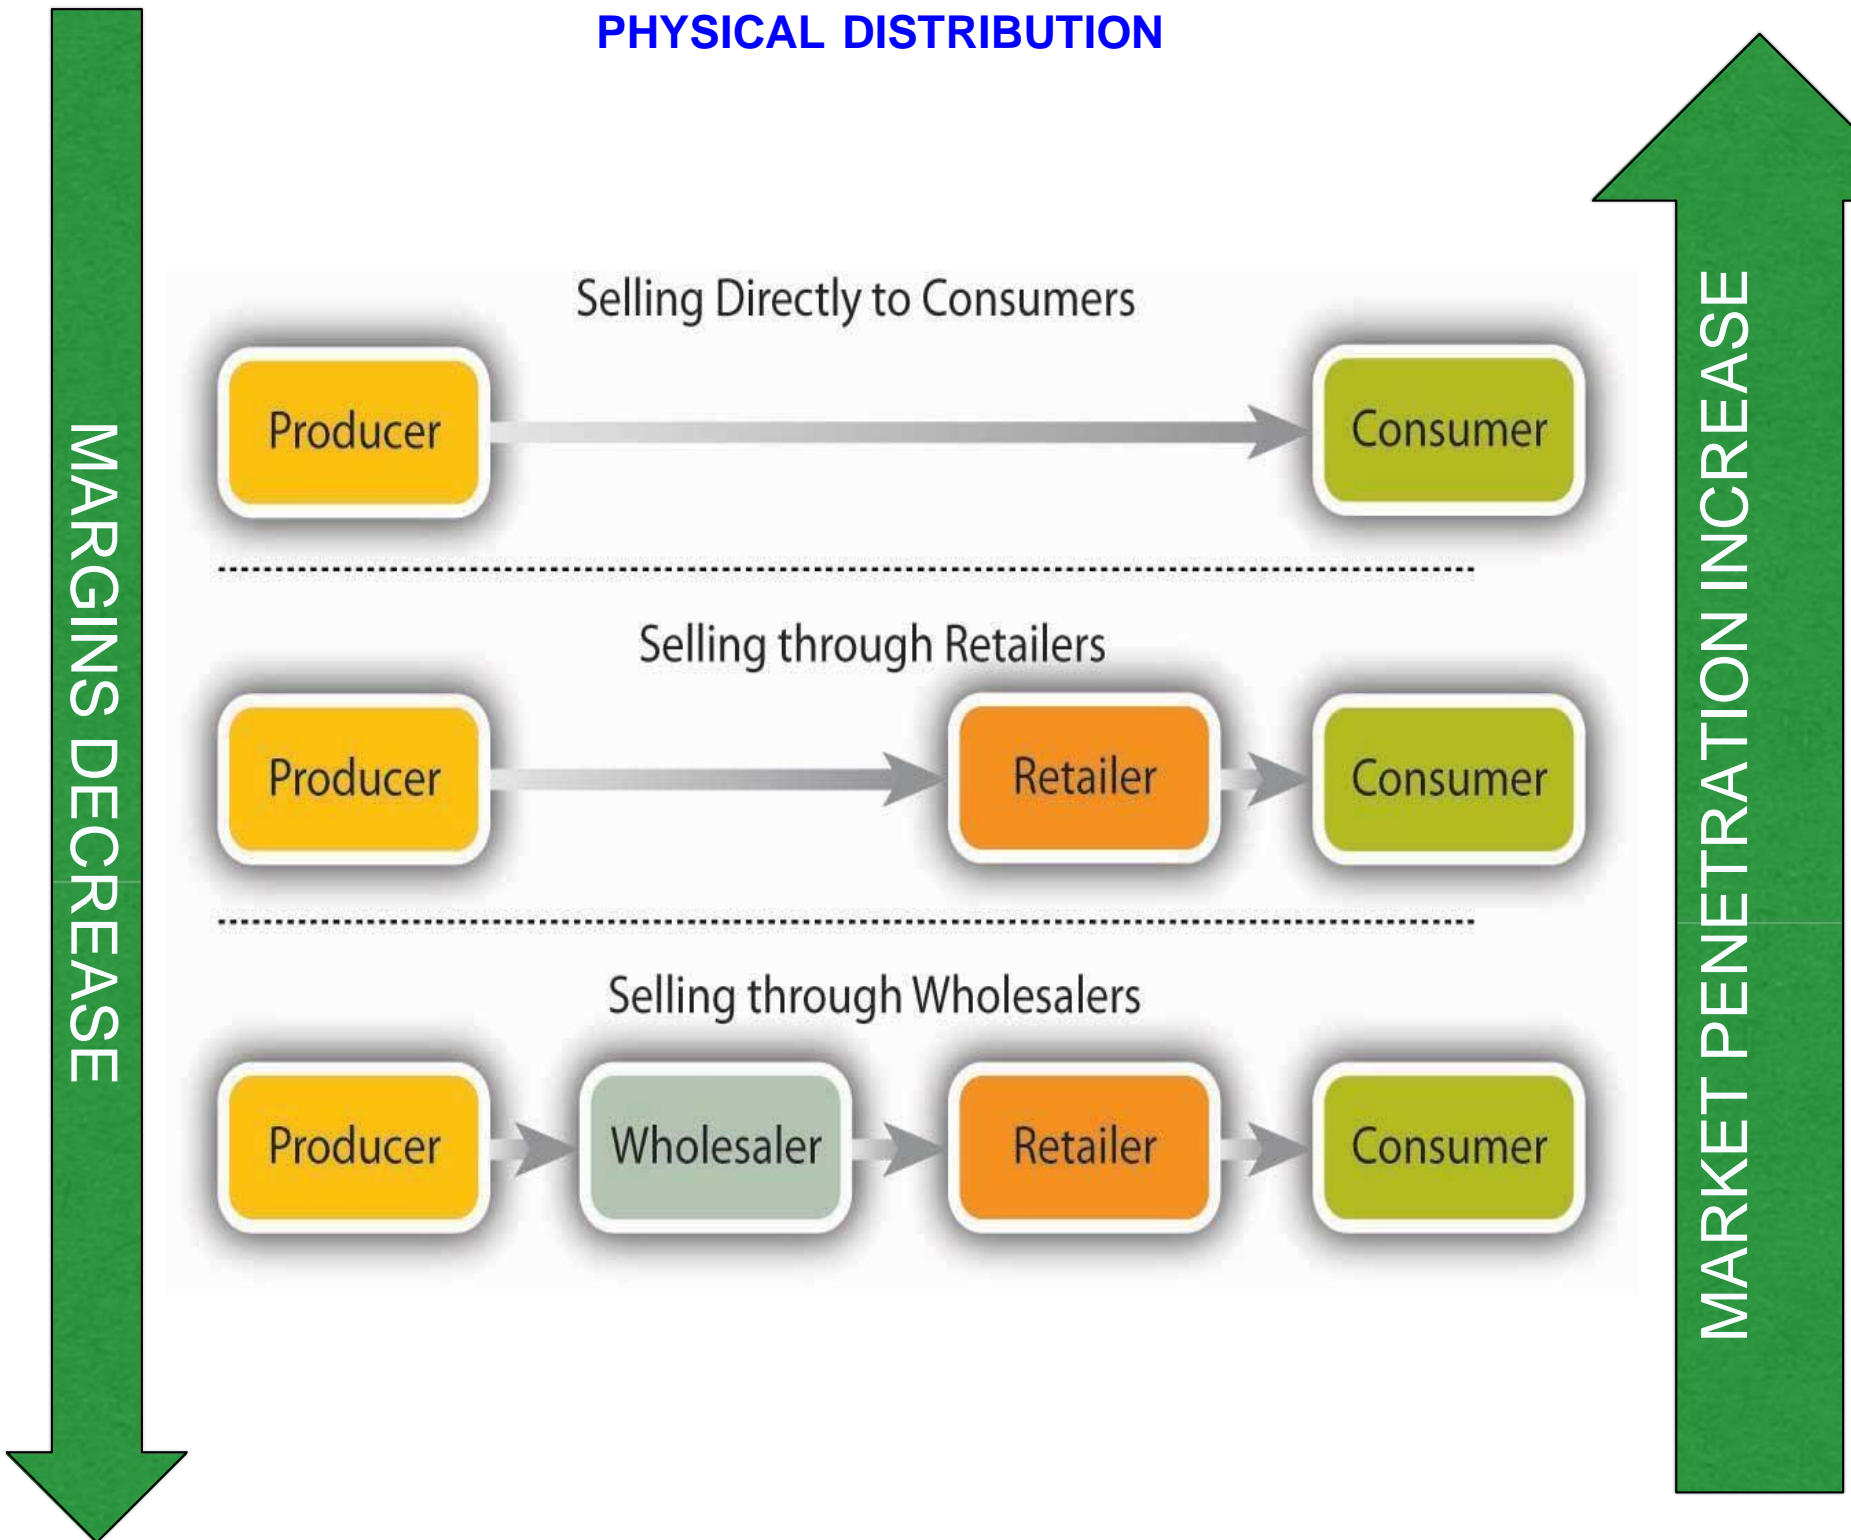 PHYSICAL DISTRIBUTION
MARGINS DECREASE
Selling Directly to Consumers
Producer
Consumer
Selling through Retailers
Producer
Retailer
Consumer
Selling through Wholesalers
Producer
Wholesaler
Retailer
Consumer
MARKET PENETRATION INCREASE